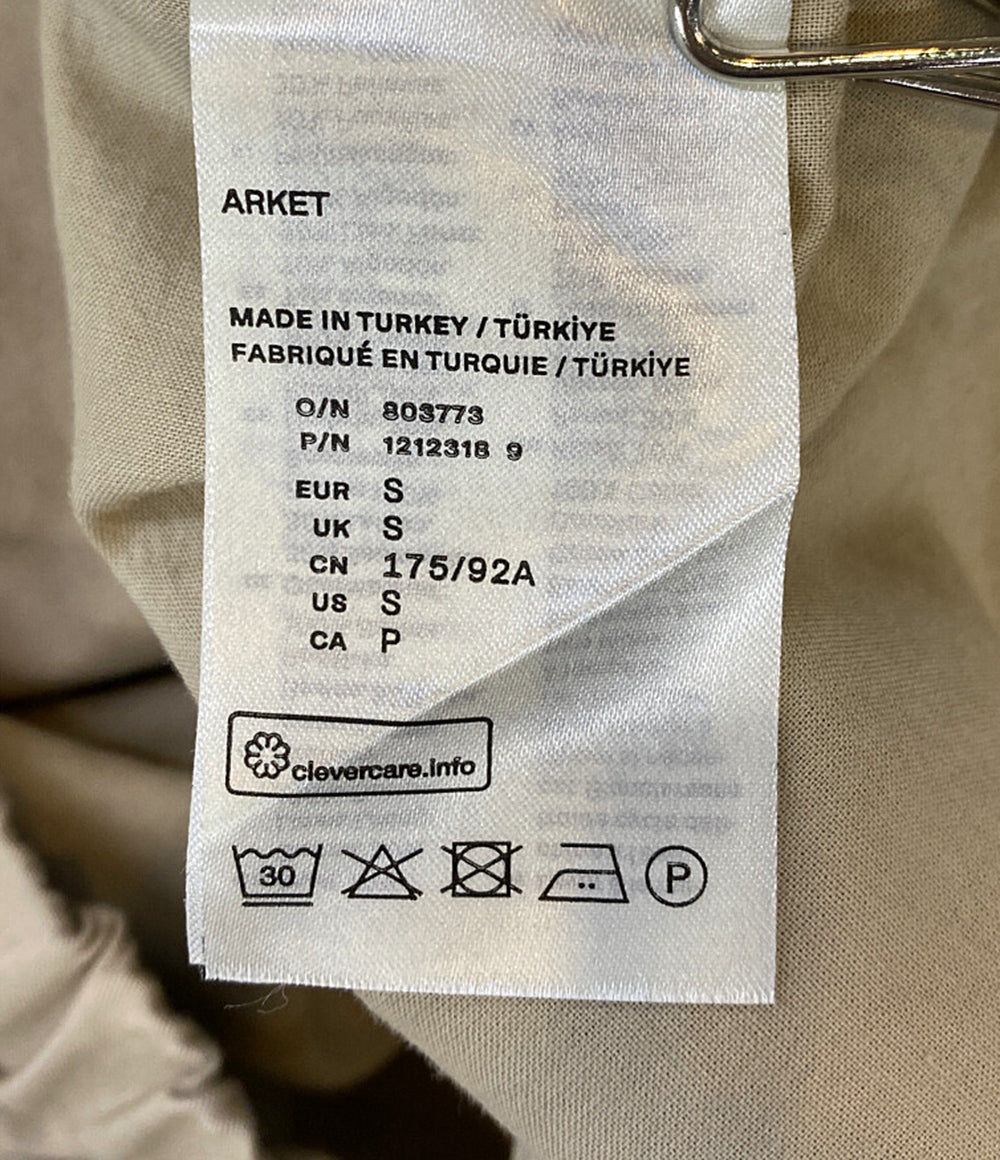 ARKET
MADE IN TURKEY / TÜRKİYE
FABRIQUÉ EN TURQUIE / TÜRKİYE
O/N 803773
P/N 1212318 9
EUR S
UK S
CN 175/92A
US S
CA P
clevercare.info
30 P